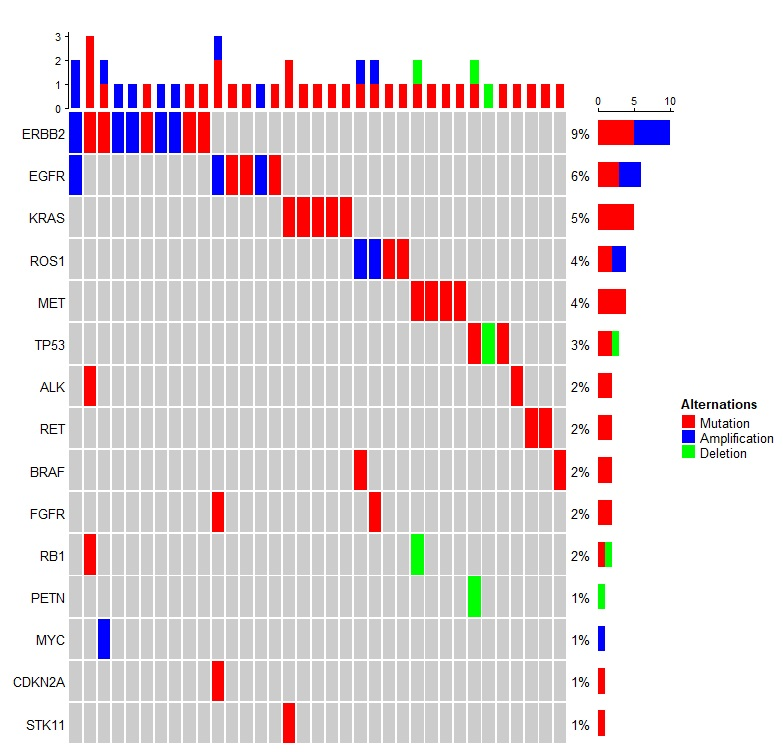 3
2
1
0
0 5 10
ERBB2 9%
EGFR 6%
KRAS 5%
ROS1 4%
MET 4%
TP53 3%
ALK 2%
RET 2%
BRAF 2%
FGFR 2%
RB1 2%
PETN 1%
MYC 1%
CDKN2A 1%
STK11 1%
Alternations
Mutation
Amplification
Deletion